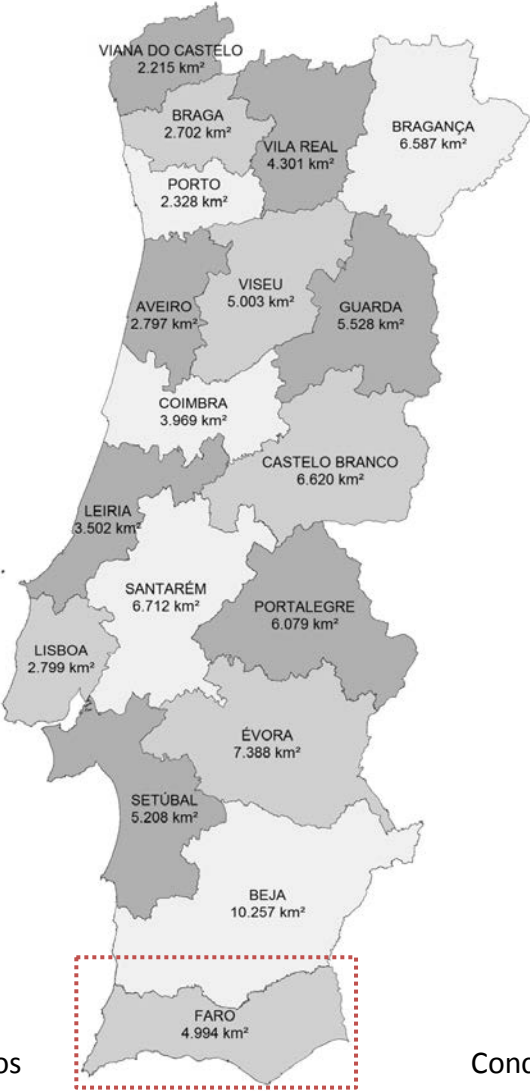 VIANA DO CASTELO
2.215 km²
BRAGA
2.702 km²
VILA REAL
4.301 km²
BRAGANÇA
6.587 km²
PORTO
2.328 km²
VISEU
5.003 km²
AVEIRO
2.797 km²
GUARDA
5.528 km²
COIMBRA
3.969 km²
CASTELO BRANCO
6.620 km²
LEIRIA
3.502 km²
SANTARÉM
6.712 km²
PORTALEGRE
6.079 km²
LISBOA
2.799 km²
ÉVORA
7.388 km²
SETÚBAL
5.208 km²
BEJA
10.257 km²
FARO
4.994 km²